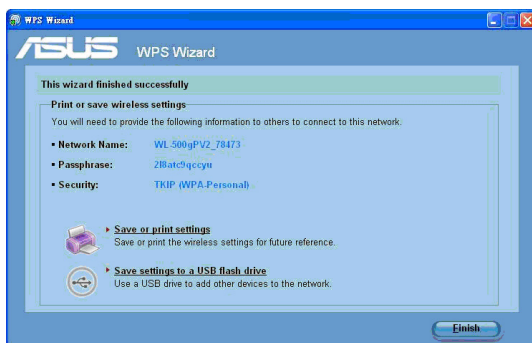 WPS Wizard
ASUS WPS Wizard
This wizard finished successfully
Print or save wireless settings
You will need to provide the following information to others to connect to this network.
▪ Network Name: WL-500gPV2_78473
▪ Passphrase: 2l8atc9qccyu
▪ Security: TKIP (WPA-Personal)
Save or print settings
Save or print the wireless settings for future reference.
Save settings to a USB flash drive
Use a USB drive to add other devices to the network.
Finish